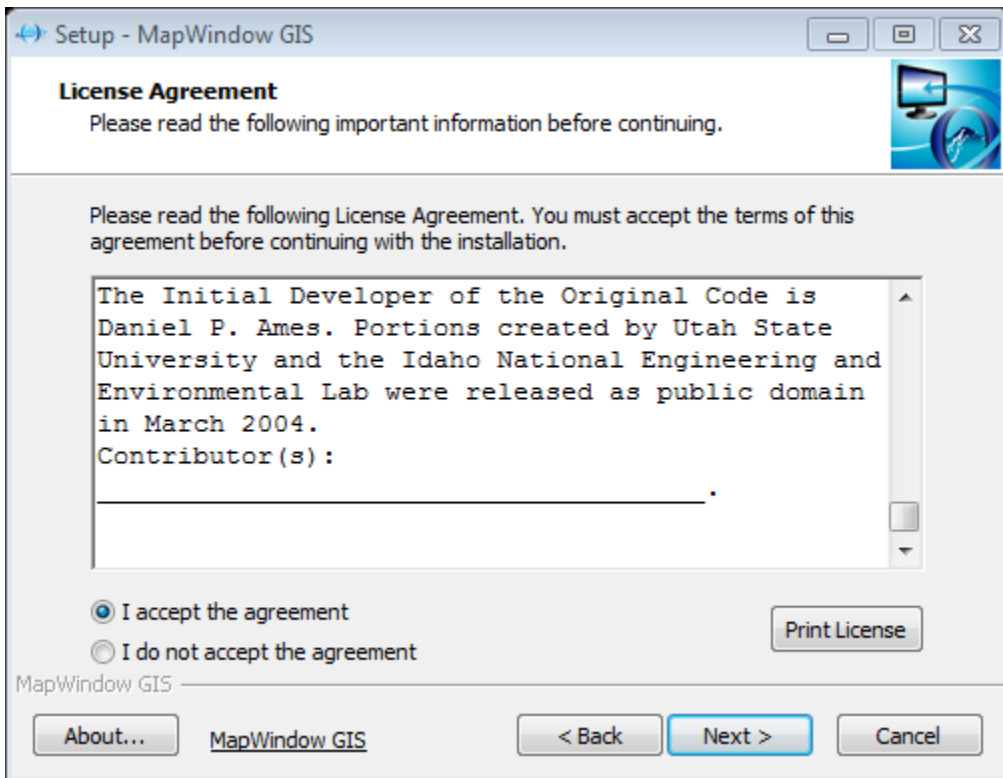 Setup - MapWindow GIS
License Agreement
Please read the following important information before continuing.
Please read the following License Agreement. You must accept the terms of this
agreement before continuing with the installation.
The Initial Developer of the Original Code is
Daniel P. Ames. Portions created by Utah State
University and the Idaho National Engineering and
Environmental Lab were released as public domain
in March 2004.
Contributor(s):
______________________________________.
I accept the agreement
Print License
I do not accept the agreement
MapWindow GIS
About... MapWindow GIS < Back Next > Cancel